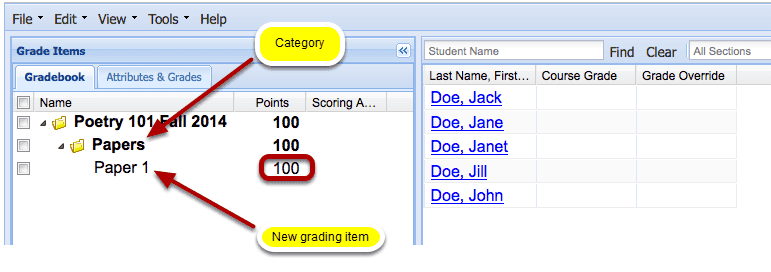 File Edit View Tools Help
Grade Items
Category
Student Name Find Clear All Sections
Gradebook Attributes & Grades
Name Points Scoring A...
Last Name, First... Course Grade Grade Override
Poetry 101 Fall 2014 100
Papers 100
Paper 1 100
Doe, Jack
Doe, Jane
Doe, Janet
Doe, Jill
Doe, John
New grading item